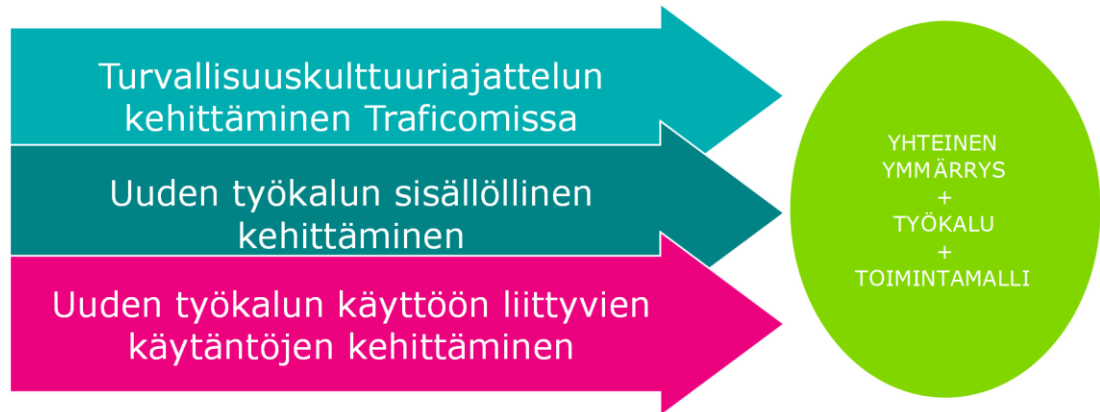 Turvallisuuskulttuuriajattelun
kehittäminen Traficomissa
Uuden työkalun sisällöllinen
kehittäminen
Uuden työkalun käyttöön liittyvien
käytäntöjen kehittäminen
YHTEINEN
YMMÄRRYS
+
TYÖKALU
+
TOIMINTAMALLI